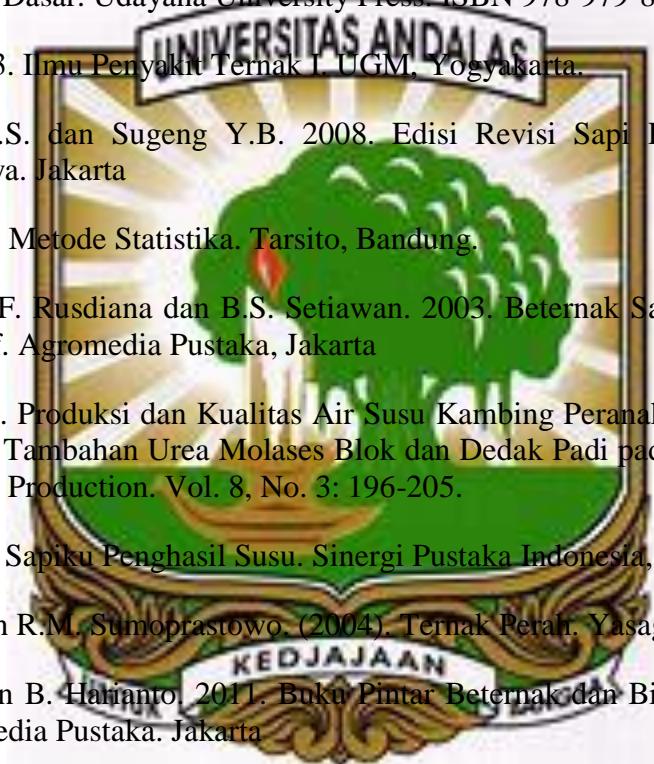 Dasar. Udayana University Press. ISBN 978-979-8
UNIVERSITAS ANDALAS
3. Ilmu Penyakit Ternak I. UGM, Yogyakarta.
.S. dan Sugeng Y.B. 2008. Edisi Revisi Sapi
ya. Jakarta
Metode Statistika. Tarsito, Bandung.
F. Rusdiana dan B.S. Setiawan. 2003. Beternak Sa
f. Agromedia Pustaka, Jakarta
. Produksi dan Kualitas Air Susu Kambing Peranal
Tambahan Urea Molases Blok dan Dedak Padi pad
Production. Vol. 8, No. 3: 196-205.
Sapiku Penghasil Susu. Sinergi Pustaka Indonesia,
n R.M. Sumoprastowo. (2004). Ternak Perah. Yasag
KEDJAJAAN
UNTUK BANGSA
n B. Harianto. 2011. Buku Pintar Beternak dan Bi
edia Pustaka. Jakarta